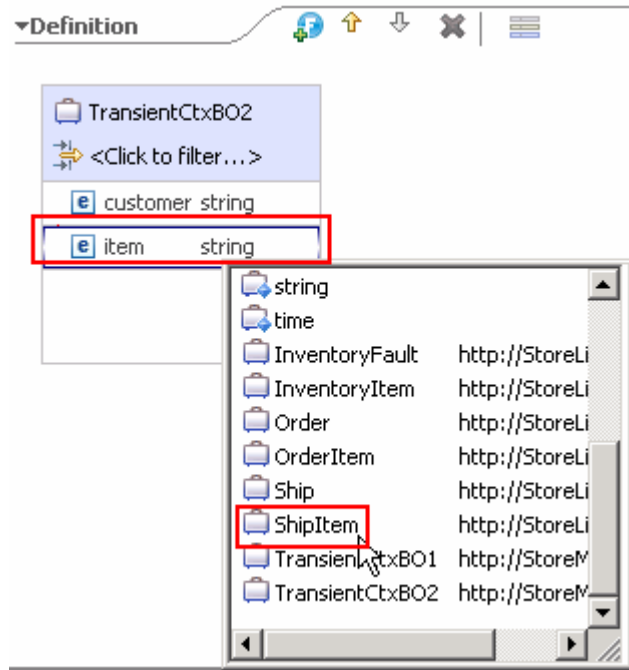 Definition
TransientCtxBO2
<Click to filter...>
customer string
item string
string
time
InventoryFault http://StoreLi
InventoryItem http://StoreLi
Order http://StoreLi
OrderItem http://StoreLi
Ship http://StoreLi
ShipItem http://StoreLi
TransientCtxBO1 http://StoreM
TransientCtxBO2 http://StoreM